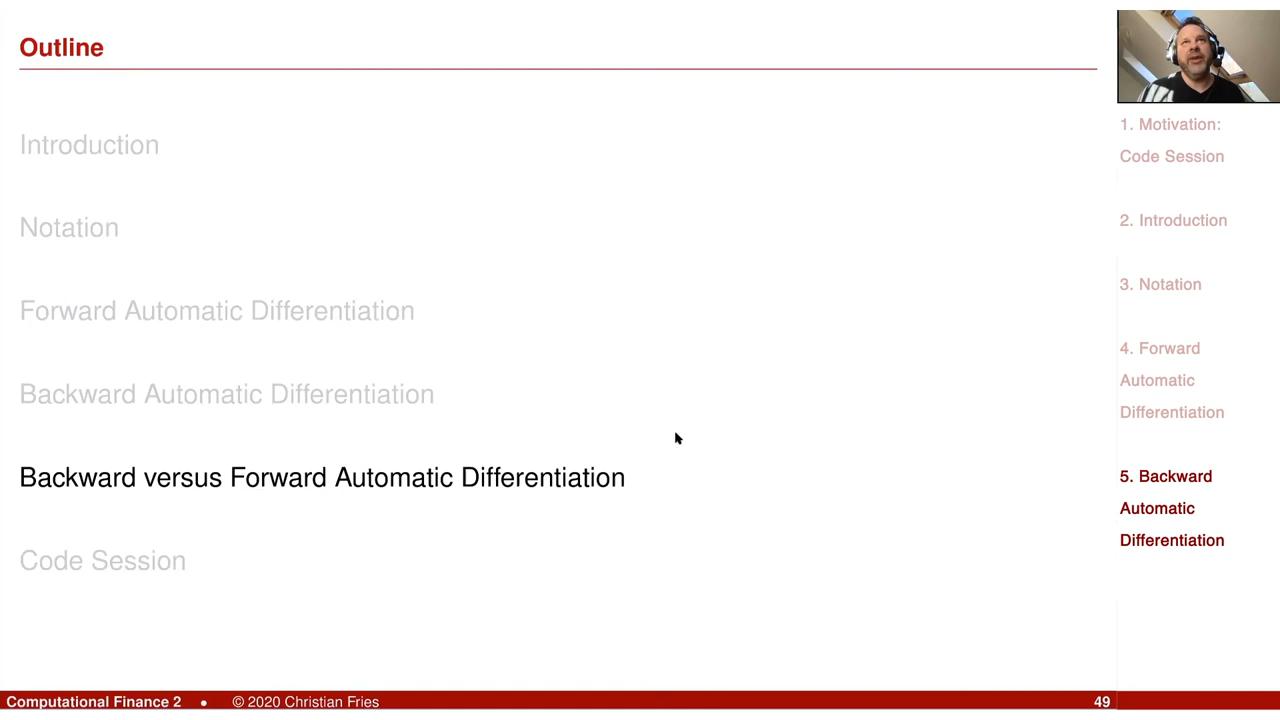 Outline
Introduction
Notation
Forward Automatic Differentiation
Backward Automatic Differentiation
Backward versus Forward Automatic Differentiation
Code Session
1. Motivation:
Code Session
2. Introduction
3. Notation
4. Forward
Automatic
Differentiation
5. Backward
Automatic
Differentiation
Computational Finance 2 • © 2020 Christian Fries 49